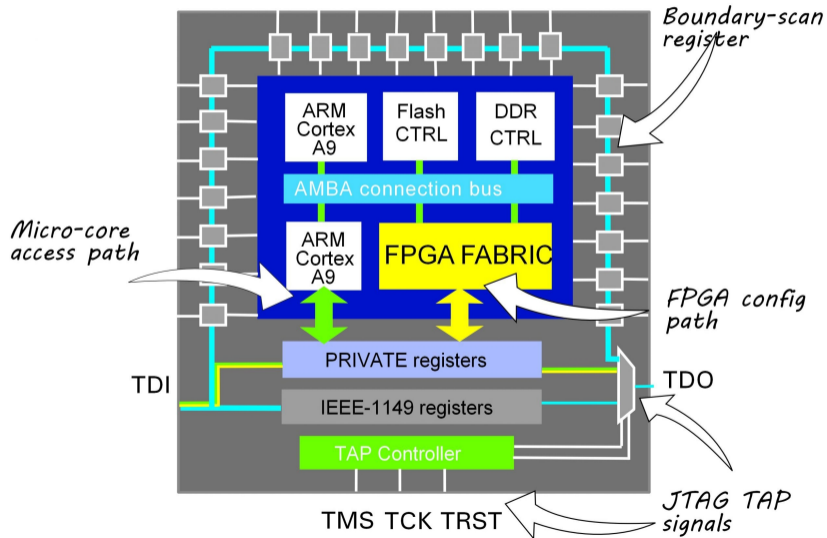 Boundary-scan
register
ARM
Cortex
A9
Flash
CTRL
DDR
CTRL
AMBA connection bus
Micro-core
access path
ARM
Cortex
A9
FPGA FABRIC
FPGA config
path
TDI
PRIVATE registers
TDO
IEEE-1149 registers
TAP Controller
JTAG TAP
signals
TMS TCK TRST